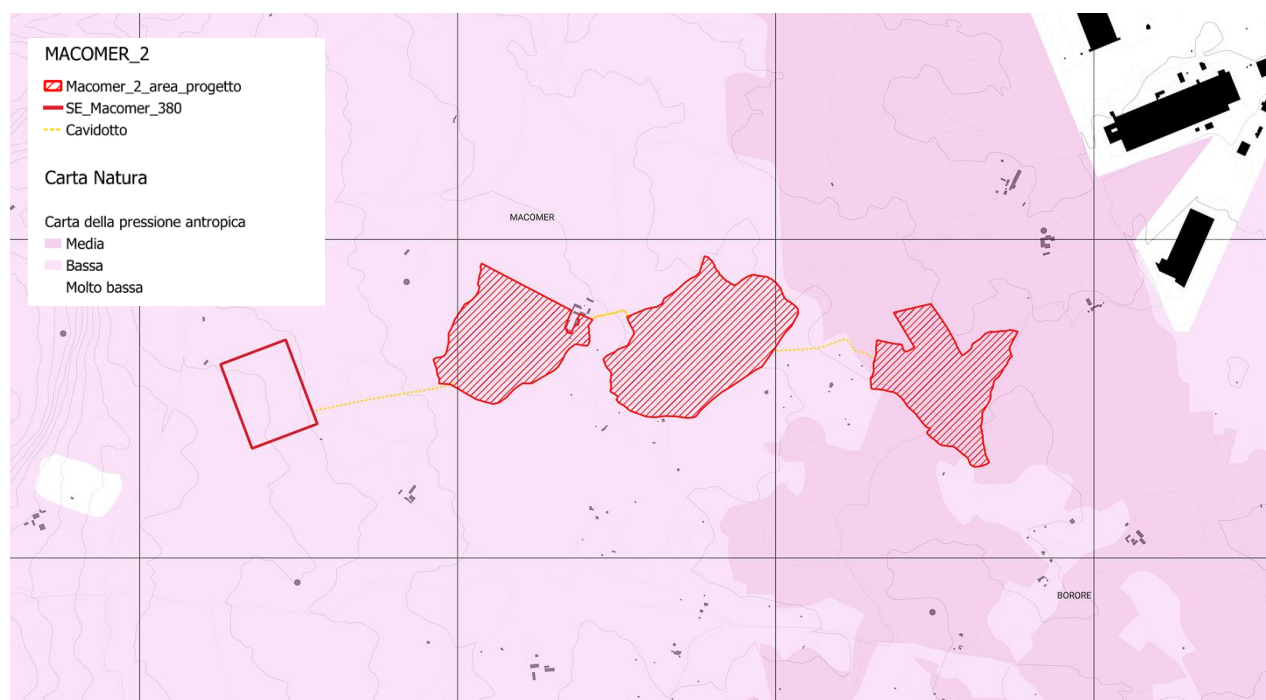 MACOMER_2
Macomer_2_area_progetto
SE_Macomer_380
Cavidotto
Carta Natura
Carta della pressione antropica
Media
Bassa
Molto bassa
MACOMER
BORORE